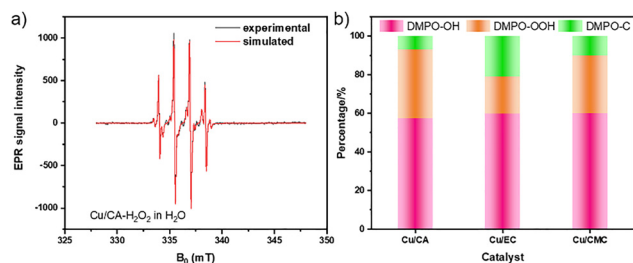 a)
experimental
simulated
1000
500
0
-500
-1000
EPR signal intensity
Cu/CA-H₂O₂ in H₂O
325
330
335
340
345
350
B₀ (mT)
b)
DMPO-OH
DMPO-OOH
DMPO-C
100
80
60
40
20
0
Percentage/%
Cu/CA
Cu/EC
Cu/CMC
Catalyst